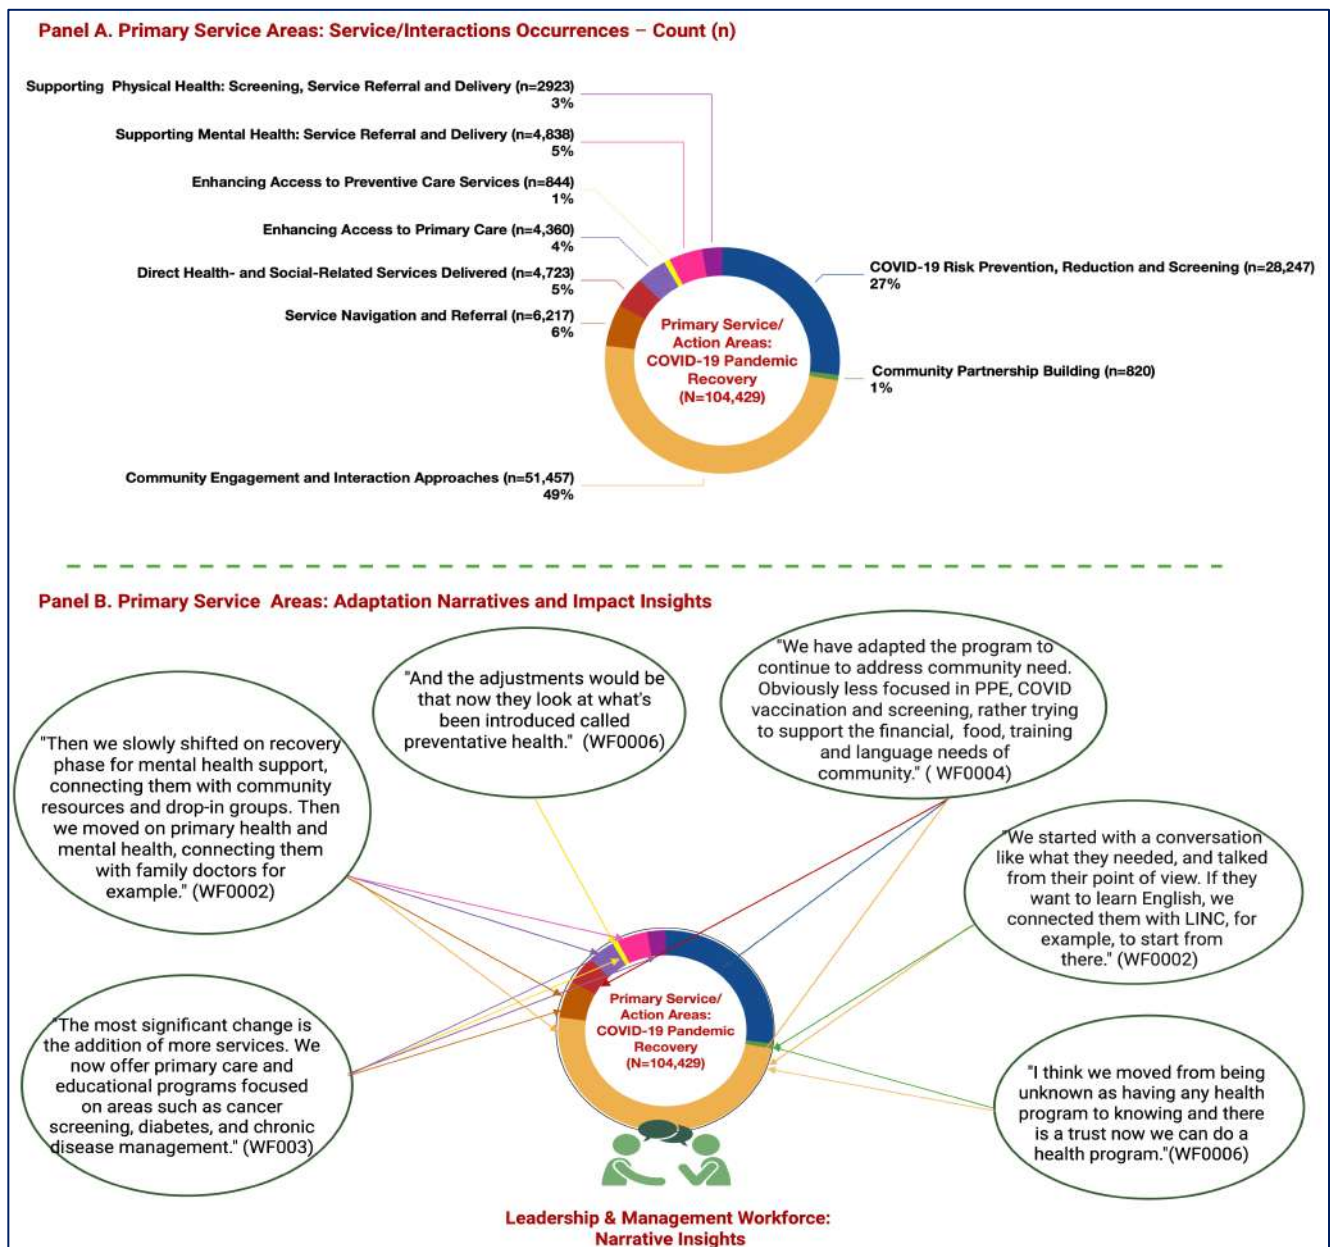 Panel A. Primary Service Areas: Service/Interactions Occurrences – Count (n)
Supporting Physical Health: Screening, Service Referral and Delivery (n=2923)
3%
Supporting Mental Health: Service Referral and Delivery (n=4,838)
5%
Enhancing Access to Preventive Care Services (n=844)
1%
Enhancing Access to Primary Care (n=4,360)
4%
Direct Health- and Social-Related Services Delivered (n=4,723)
5%
Service Navigation and Referral (n=6,217)
6%
Community Engagement and Interaction Approaches (n=51,457)
49%
COVID-19 Risk Prevention, Reduction and Screening (n=28,247)
27%
Community Partnership Building (n=820)
1%
Primary Service/
Action Areas:
COVID-19 Pandemic
Recovery
(N=104,429)
Panel B. Primary Service Areas: Adaptation Narratives and Impact Insights
"Then we slowly shifted on recovery
phase for mental health support,
connecting them with community
resources and drop-in groups. Then
we moved on primary health and
mental health, connecting them
with family doctors for
example." (WF0002)
"And the adjustments would be
that now they look at what's
been introduced called
preventative health." (WF0006)
"We have adapted the program to
continue to address community need.
Obviously less focused in PPE, COVID
vaccination and screening, rather trying
to support the financial, food, training
and language needs of
community." ( WF0004)
"We started with a conversation
like what they needed, and talked
from their point of view. If they
want to learn English, we
connected them with LINC, for
example, to start from
there." (WF0002)
"The most significant change is
the addition of more services. We
now offer primary care and
educational programs focused
on areas such as cancer
screening, diabetes, and chronic
disease management." (WF003)
"I think we moved from being
unknown as having any health
program to knowing and there
is a trust now we can do a
health program."(WF0006)
Primary Service/
Action Areas:
COVID-19 Pandemic
Recovery
(N=104,429)
Leadership & Management Workforce:
Narrative Insights